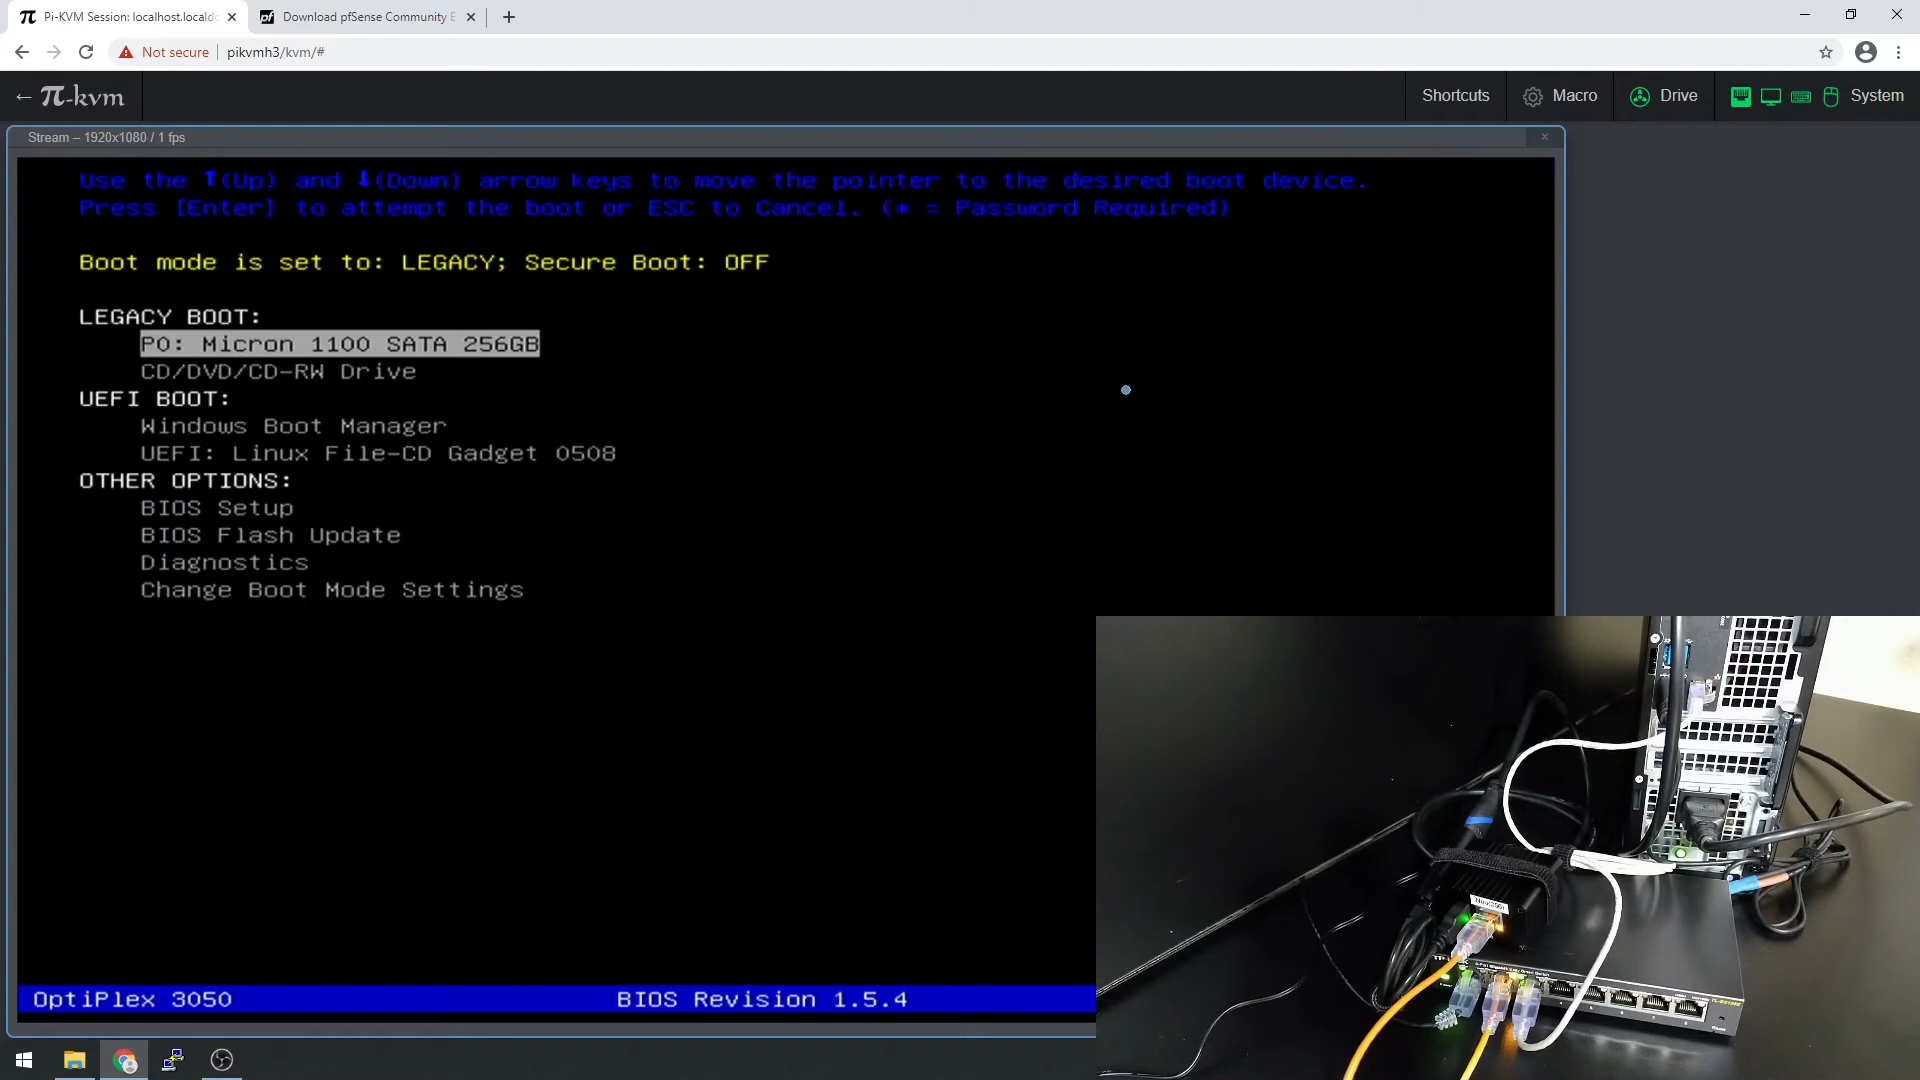 Pi-KVM Session: localhost.localdo
Download pfSense Community E
Not secure
pikvmh3/kvm/#
← π-kvm
Shortcuts
Macro
Drive
System
Stream – 1920x1080 / 1 fps
Use the ↑(Up) and ↓(Down) arrow keys to move the pointer to the desired boot device.
Press [Enter] to attempt the boot or ESC to Cancel. (* = Password Required)
Boot mode is set to: LEGACY; Secure Boot: OFF
LEGACY BOOT:
P0: Micron 1100 SATA 256GB
CD/DVD/CD-RW Drive
UEFI BOOT:
Windows Boot Manager
UEFI: Linux File-CD Gadget 0508
OTHER OPTIONS:
BIOS Setup
BIOS Flash Update
Diagnostics
Change Boot Mode Settings
OptiPlex 3050
BIOS Revision 1.5.4